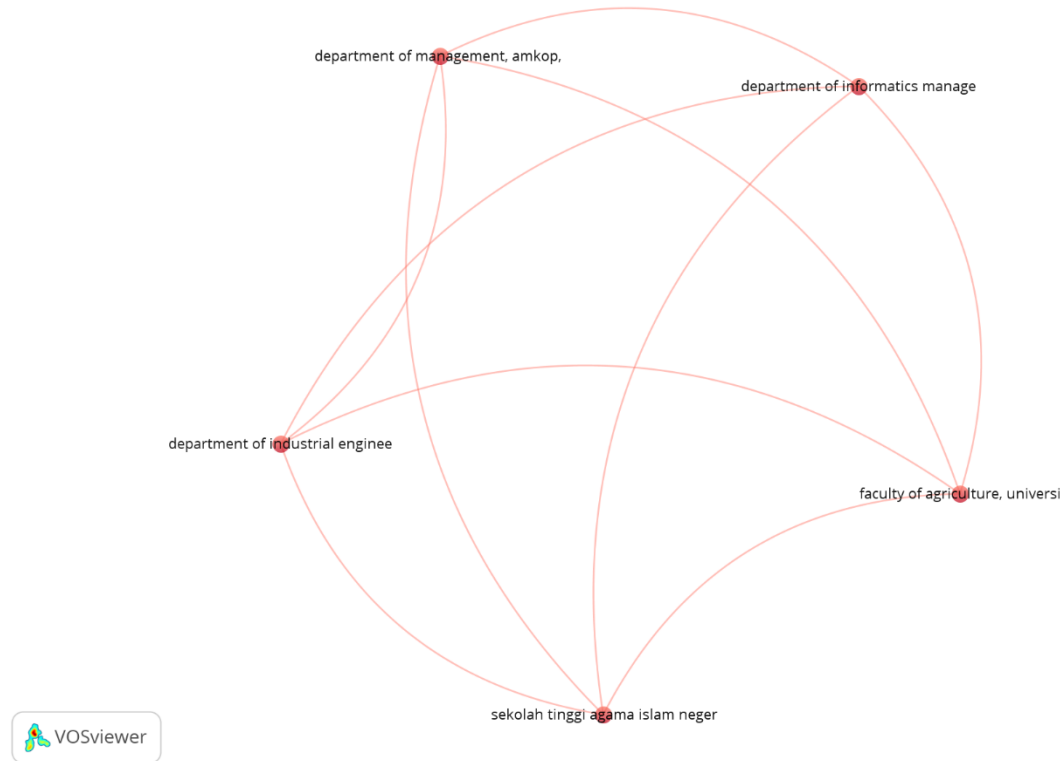 department of management, amkop,
department of informatics manage
department of industrial enginee
faculty of agriculture, universi
sekolah tinggi agama islam neger
VOSviewer